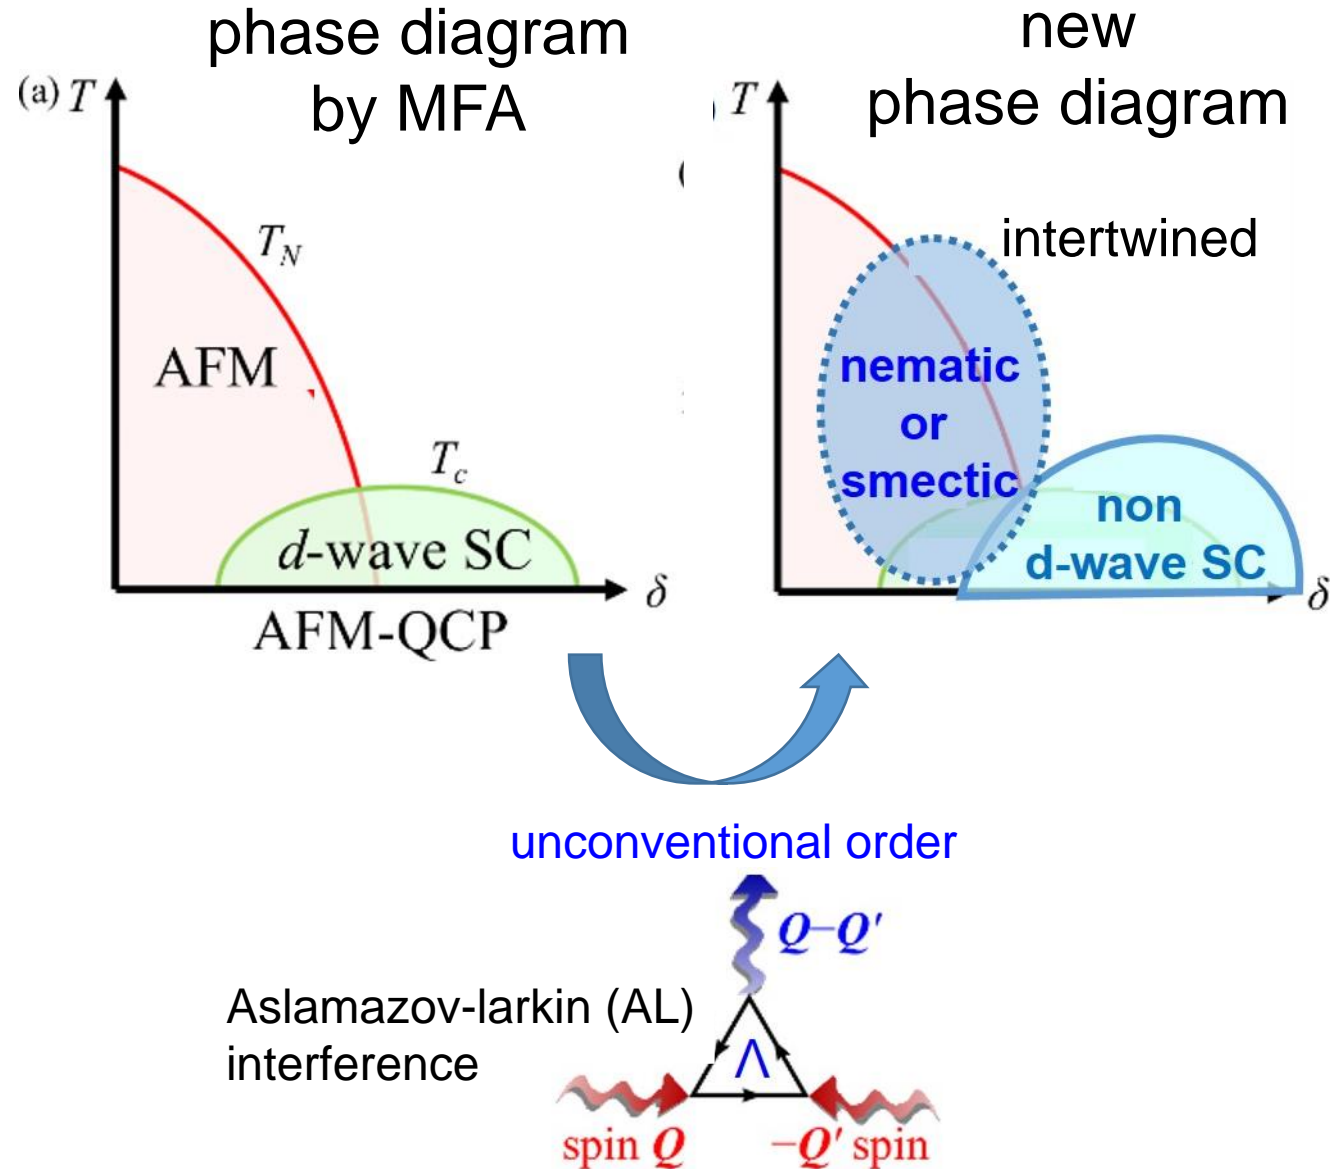 phase diagram
by MFA
(a) T
T_N
AFM
T_c
d-wave SC
δ
AFM-QCP
new
phase diagram
T
intertwined
nematic
or
smectic
non
d-wave SC
δ
unconventional order
Q−Q′
Aslamazov-larkin (AL)
interference
Λ
spin Q
−Q′ spin